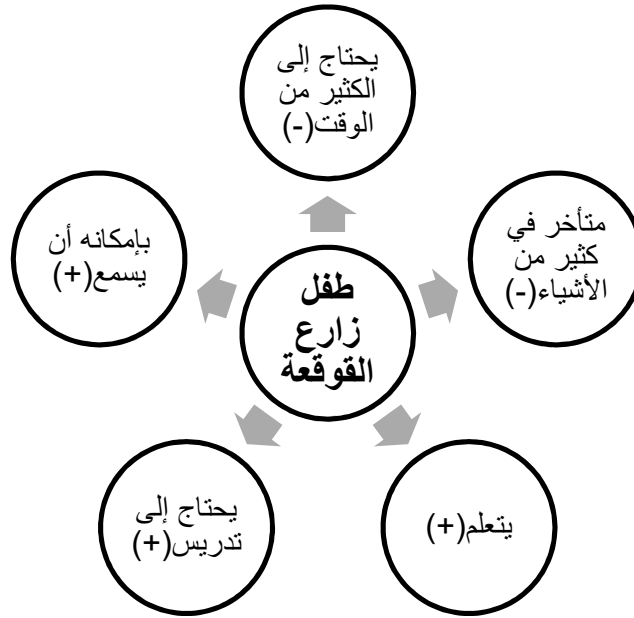 يحتاج إلى
الكثير من
الوقت(-)
متأخر في
كثير من
الأشياء(-)
بإمكانه أن
يسمع(+)
طفل
زارع
القوقعة
يحتاج إلى
تدريس(+)
يتعلم(+)